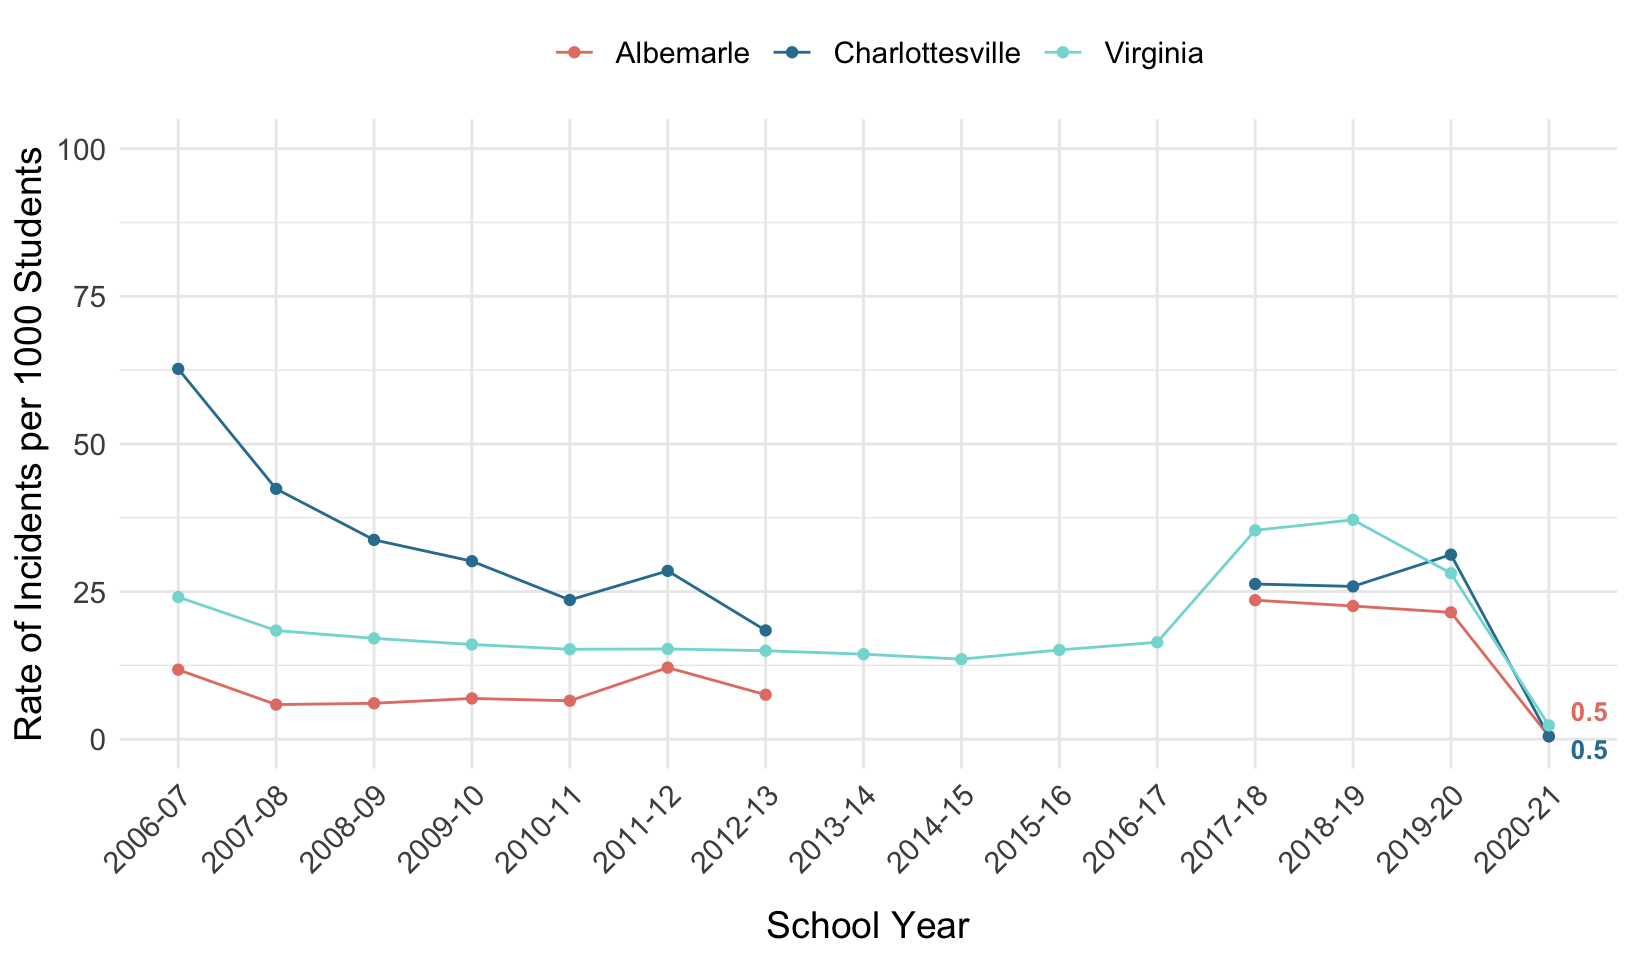 Albemarle Charlottesville Virginia
Rate of Incidents per 1000 Students
100
75
50
25
0
0.5
0.5
2006-07 2007-08 2008-09 2009-10 2010-11 2011-12 2012-13 2013-14 2014-15 2015-16 2016-17 2017-18 2018-19 2019-20 2020-21
School Year